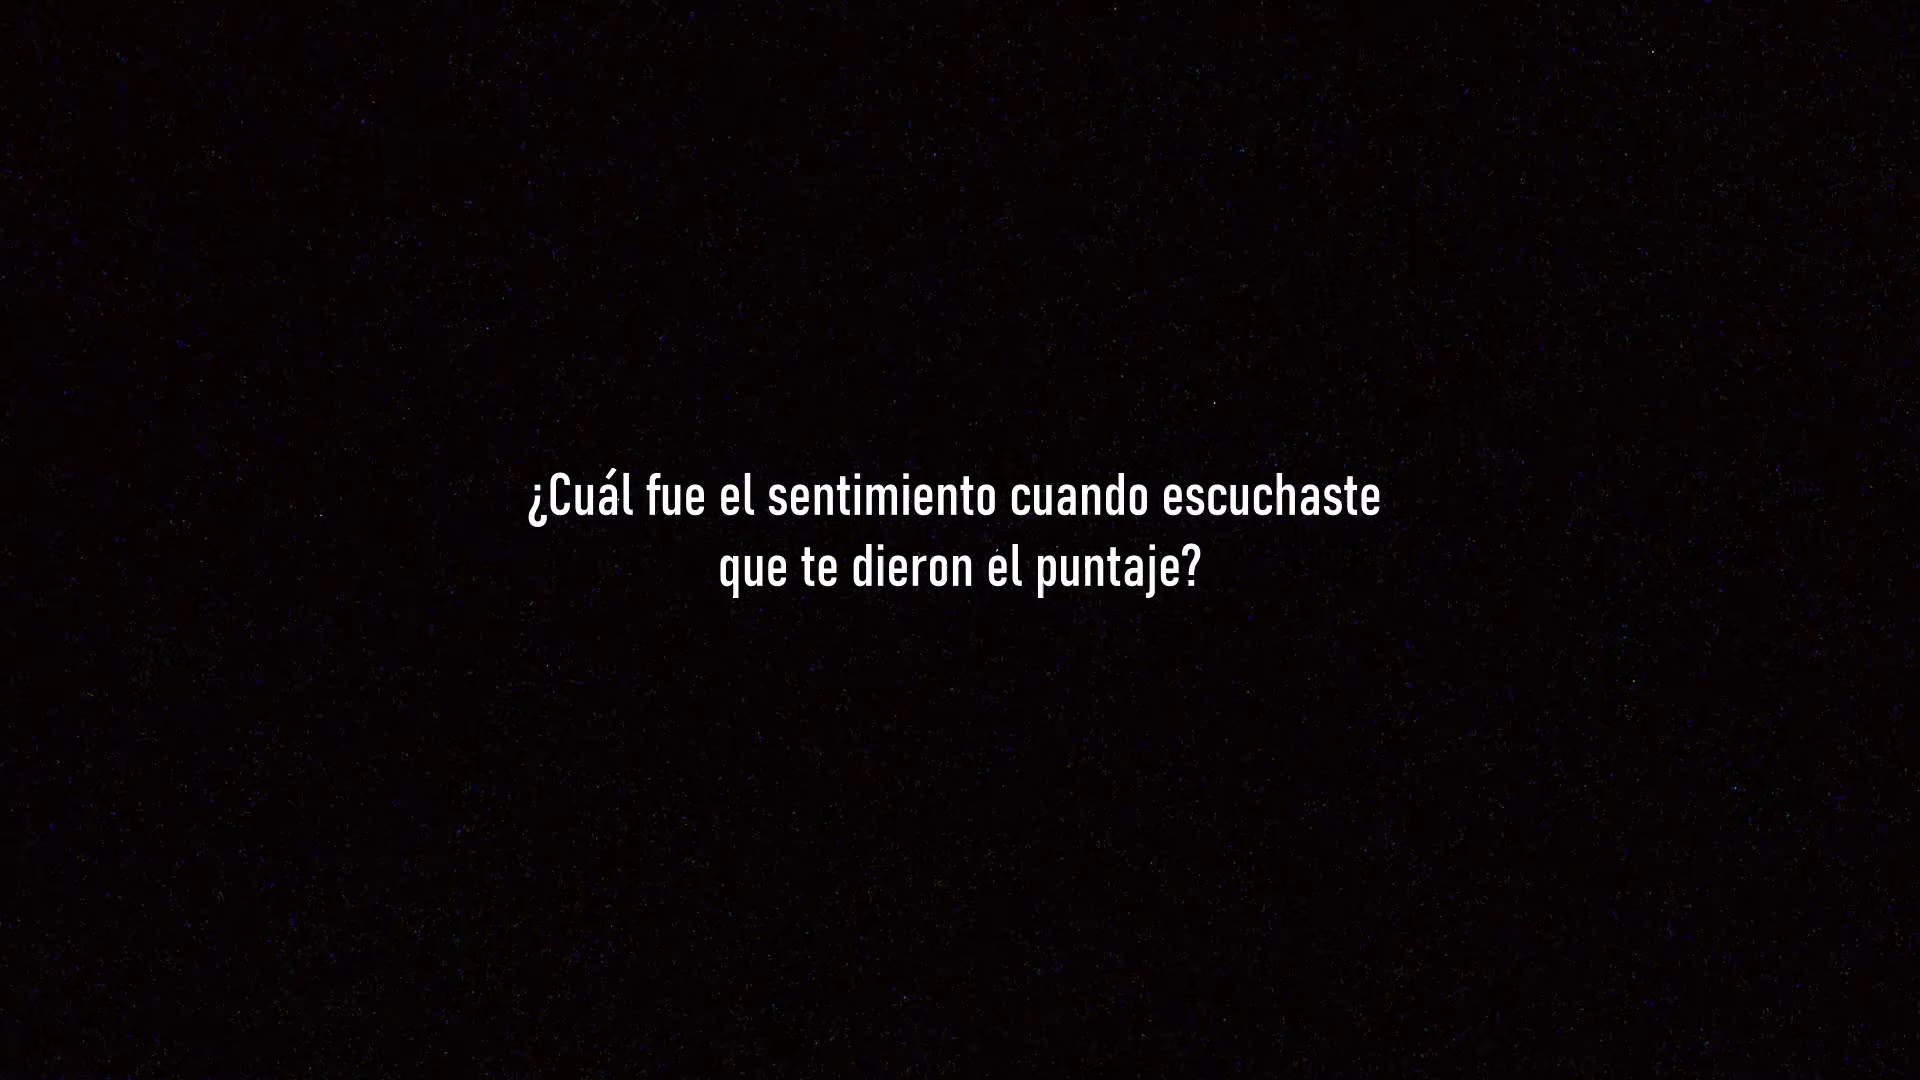 ¿Cuál fue el sentimiento cuando escuchaste
que te dieron el puntaje?